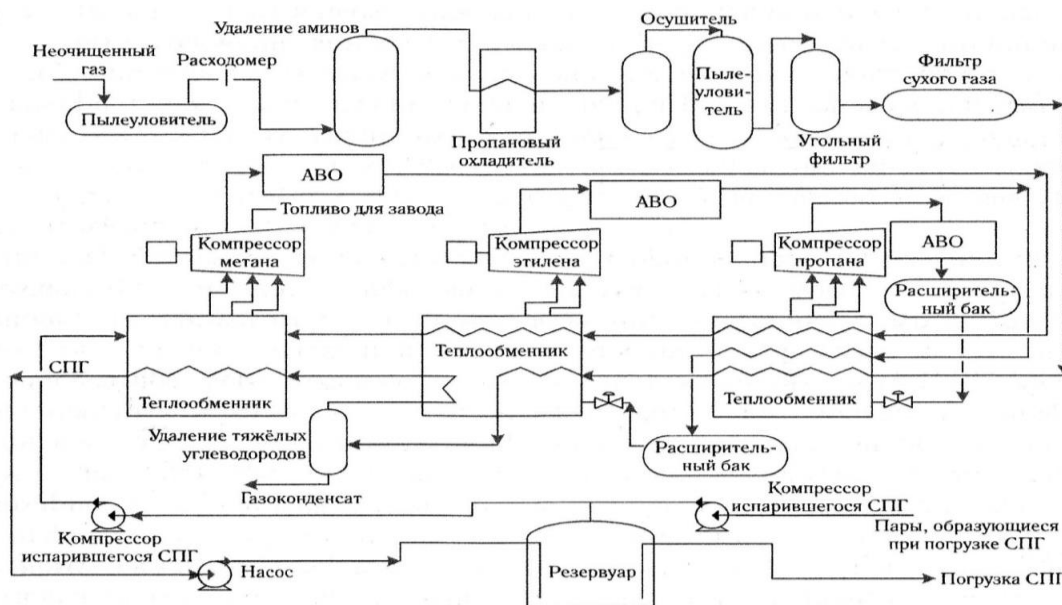 Неочищенный
газ
Пылеуловитель
Расходомер
Удаление аминов
Пропановый
охладитель
Осушитель
Пыле-
улови-
тель
Угольный
фильтр
Фильтр
сухого газа
АВО
Топливо для завода
Компрессор
метана
АВО
Компрессор
этилена
Компрессор
пропана
АВО
Расширитель-
ный бак
СПГ
Теплообменник
Теплообменник
Теплообменник
Удаление тяжёлых
углеводородов
Газоконденсат
Расширитель-
ный бак
Компрессор
испарившегося СПГ
Компрессор
испарившегося СПГ
Пары, образующиеся
при погрузке СПГ
Насос
Резервуар
Погрузка СПГ